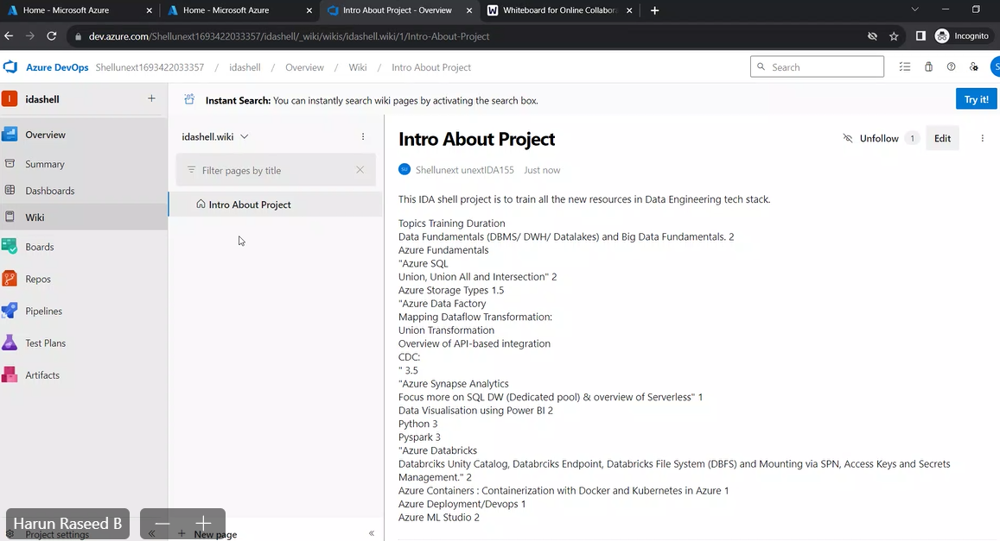 Home - Microsoft Azure
Home - Microsoft Azure
Intro About Project - Overview
Whiteboard for Online Collabora
dev.azure.com/Shellunext1693422033357/idashell/_wiki/wikis/idashell.wiki/1/Intro-About-Project
Incognito
Azure DevOps Shellunext1693422033357 / idashell / Overview / Wiki / Intro About Project
Search
I idashell
Instant Search: You can instantly search wiki pages by activating the search box.
Try it!
Overview
Summary
Dashboards
Wiki
Boards
Repos
Pipelines
Test Plans
Artifacts
Project settings
Harun Raseed B
idashell.wiki
Filter pages by title
Intro About Project
New page
Intro About Project
Unfollow 1 Edit
SU Shellunext unextIDA155 Just now
This IDA shell project is to train all the new resources in Data Engineering tech stack.
Topics Training Duration
Data Fundamentals (DBMS/ DWH/ Datalakes) and Big Data Fundamentals. 2
Azure Fundamentals
"Azure SQL
Union, Union All and Intersection" 2
Azure Storage Types 1.5
"Azure Data Factory
Mapping Dataflow Transformation:
Union Transformation
Overview of API-based integration
CDC:
" 3.5
"Azure Synapse Analytics
Focus more on SQL DW (Dedicated pool) & overview of Serverless" 1
Data Visualisation using Power BI 2
Python 3
Pyspark 3
"Azure Databricks
Databrciks Unity Catalog, Databrciks Endpoint, Databricks File System (DBFS) and Mounting via SPN, Access Keys and Secrets
Management." 2
Azure Containers : Containerization with Docker and Kubernetes in Azure 1
Azure Deployment/Devops 1
Azure ML Studio 2